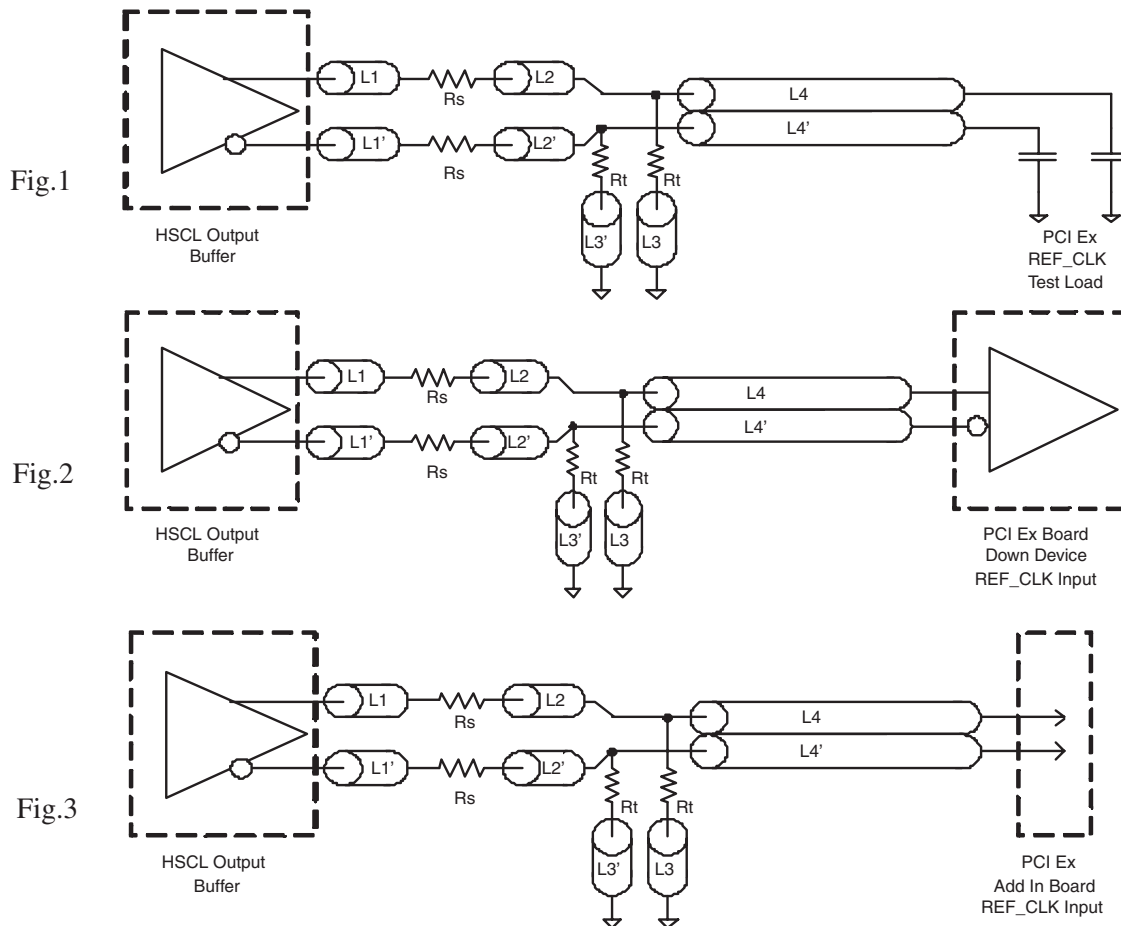 L1
L2
L4
Rs
L1'
L2'
L4'
Rs
Rt
Rt
Fig.1
L3'
L3
HSCL Output
Buffer
PCI Ex
REF_CLK
Test Load
L1
L2
L4
Rs
L1'
L2'
L4'
Rs
Rt
Rt
Fig.2
L3'
L3
HSCL Output
Buffer
PCI Ex Board
Down Device
REF_CLK Input
L1
L2
L4
Rs
L1'
L2'
L4'
Rs
Rt
Rt
Fig.3
L3'
L3
HSCL Output
Buffer
PCI Ex
Add In Board
REF_CLK Input